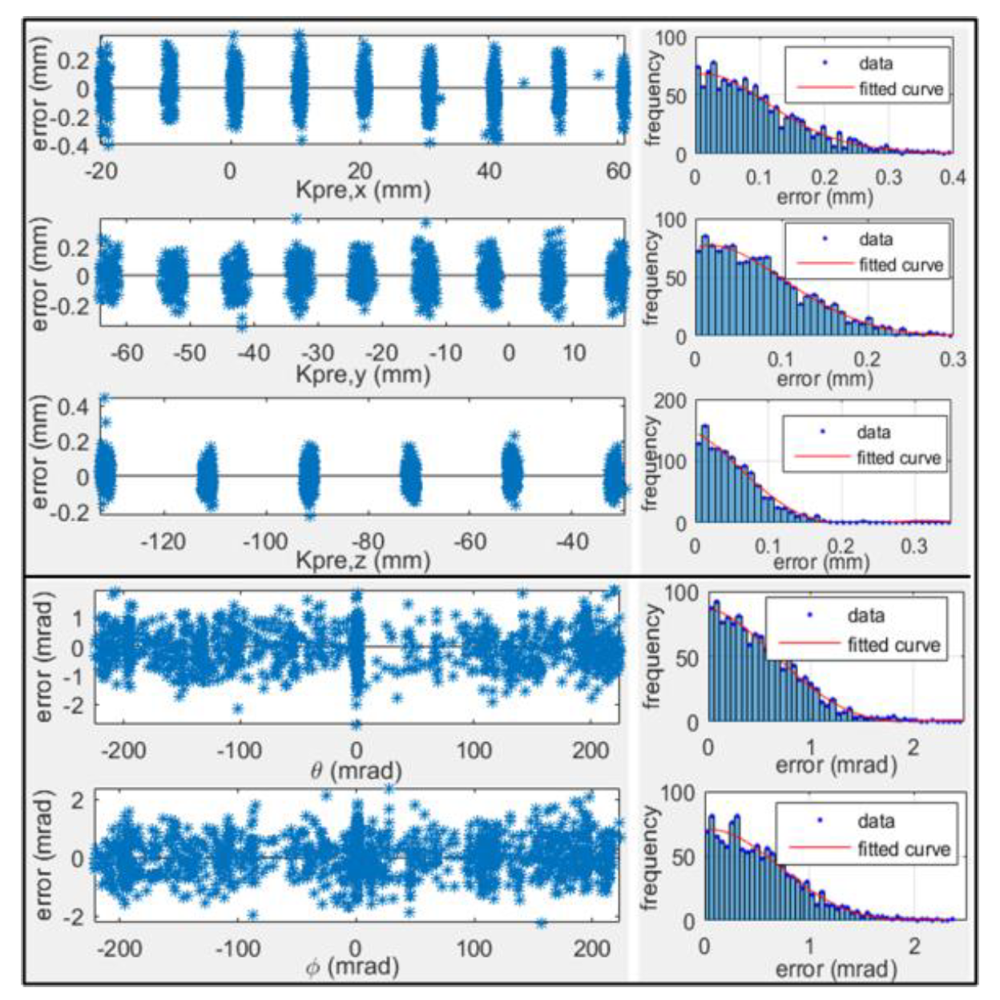 error (mm)
0.2
0
-0.2
-0.4
-20 0 20 40 60
Kpre,x (mm)
frequency
100
50
0
data
fitted curve
0 0.1 0.2 0.3 0.4
error (mm)
error (mm)
0.2
0
-0.2
-60 -50 -40 -30 -20 -10 0 10
Kpre,y (mm)
frequency
100
50
0
data
fitted curve
0 0.1 0.2 0.3
error (mm)
error (mm)
0.4
0.2
0
-0.2
-120 -100 -80 -60 -40
Kpre,z (mm)
frequency
200
100
0
data
fitted curve
0 0.1 0.2 0.3
error (mm)
error (mrad)
1
0
-1
-2
-200 -100 0 100 200
θ (mrad)
frequency
100
50
0
data
fitted curve
0 1 2
error (mrad)
error (mrad)
2
0
-2
-200 -100 0 100 200
ϕ (mrad)
frequency
100
50
0
data
fitted curve
0 1 2
error (mrad)